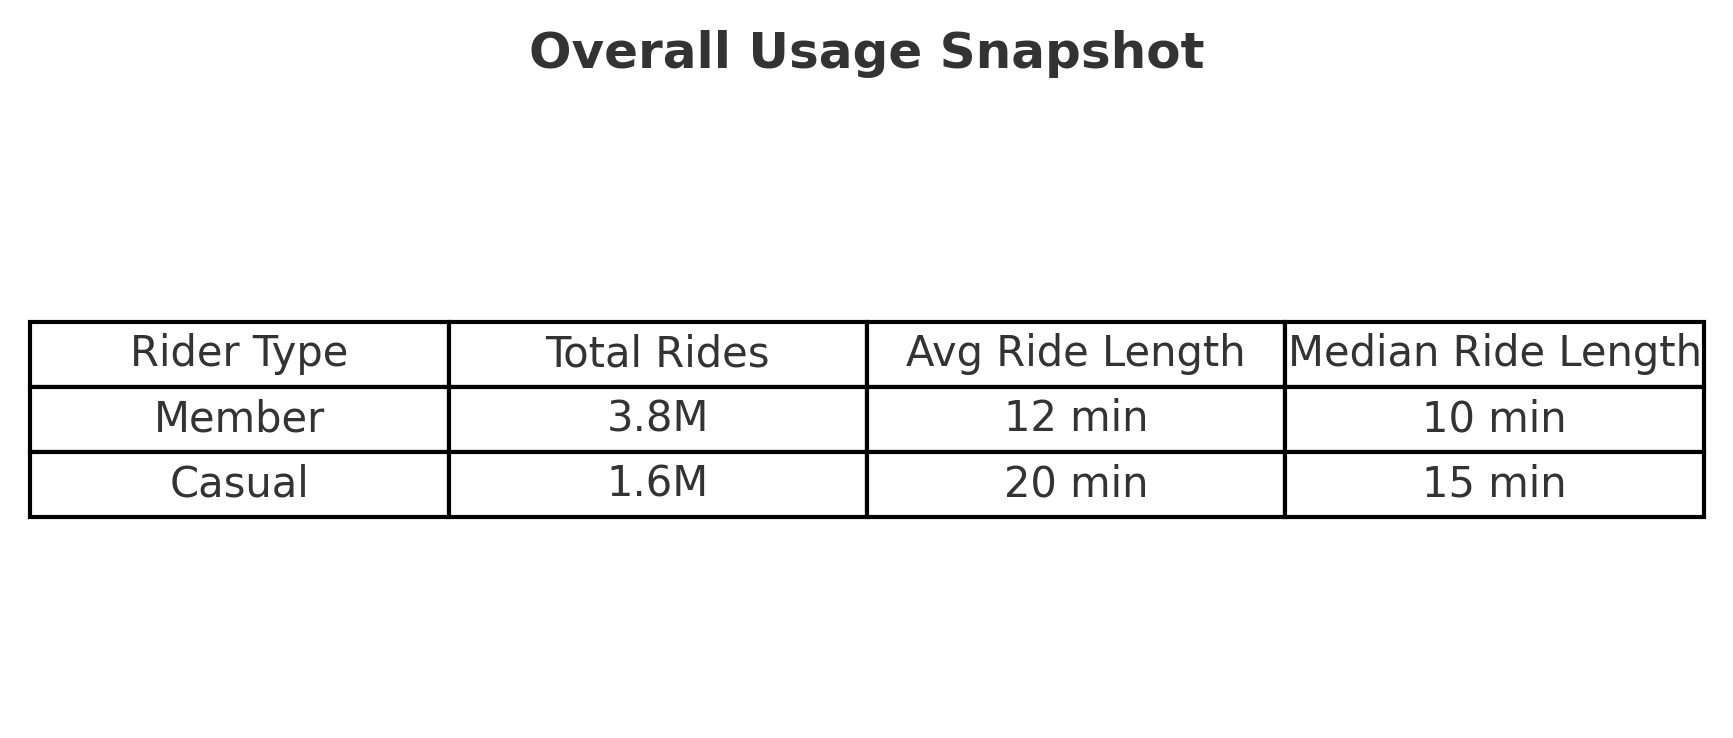 Overall Usage Snapshot
Rider Type Total Rides Avg Ride Length Median Ride Length
Member 3.8M 12 min 10 min
Casual 1.6M 20 min 15 min